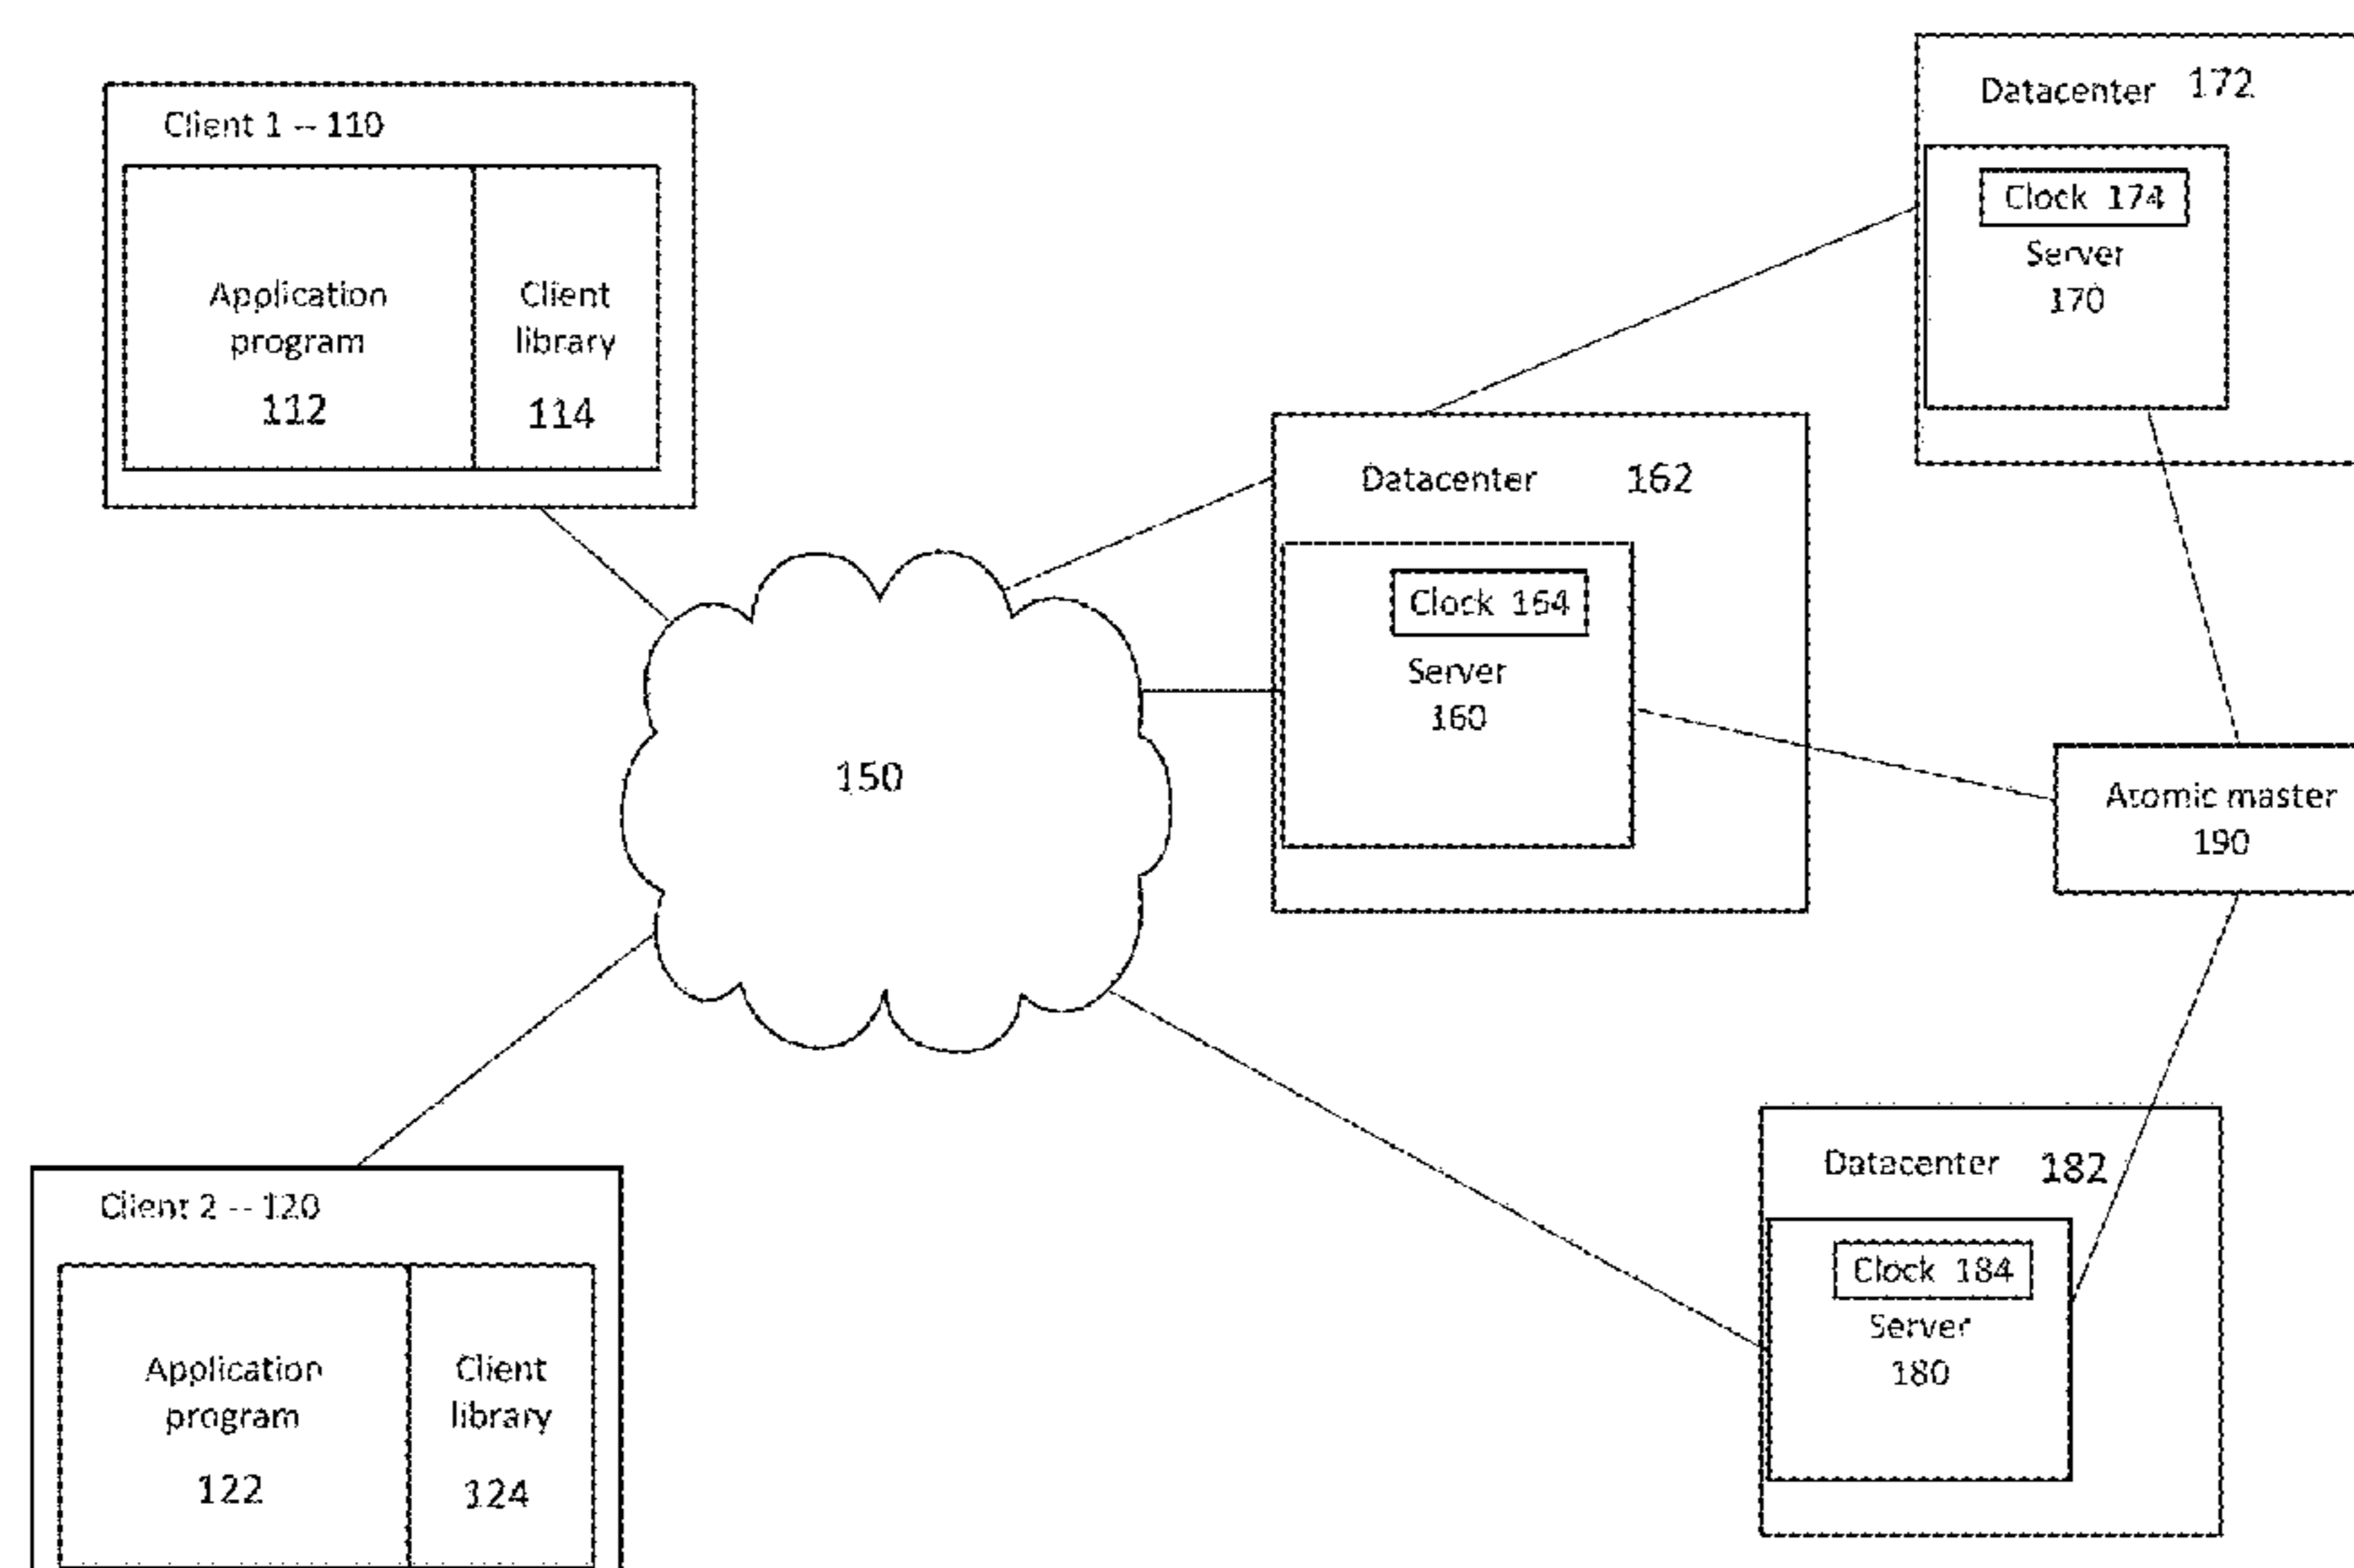 Client 1 -- 110
Application
program
112
Client
library
114
Datacenter 172
Clock 174
Server
170
Datacenter 162
Clock 164
Server
160
150
Atomic master
190
Client 2 -- 120
Application
program
122
Client
library
124
Datacenter 182
Clock 184
Server
180